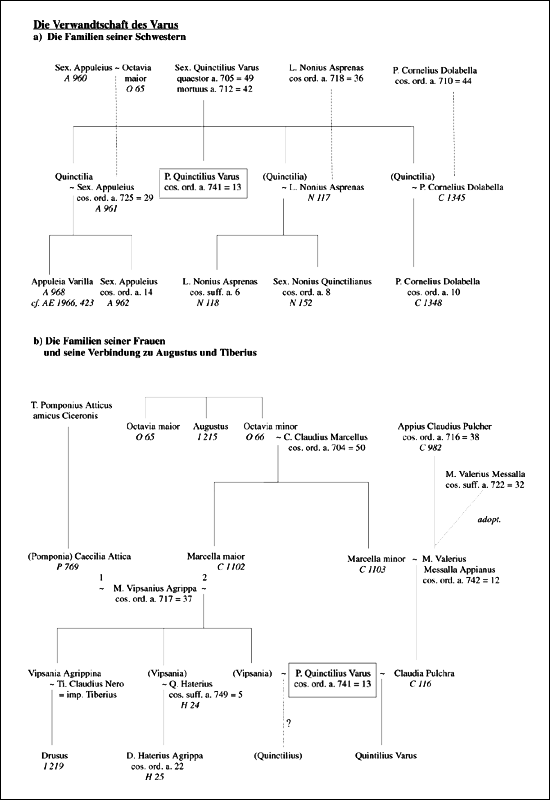 Die Verwandtschaft des Varus
a) Die Familien seiner Schwestern
Sex. Appuleius ~ Octavia
A 960 maior
O 65
Sex. Quinctilius Varus
quaestor a. 705 = 49
mortuus a. 712 = 42
L. Nonius Asprenas
cos ord. a. 718 = 36
P. Cornelius Dolabella
cos. ord. a. 710 = 44
Quinctilia
~ Sex. Appuleius
cos. ord. a. 725 = 29
A 961
P. Quinctilius Varus
cos. ord. a. 741 = 13
(Quinctilia)
~ L. Nonius Asprenas
N 117
(Quinctilia)
~ P. Cornelius Dolabella
C 1345
Appuleia Varilla
A 968
cf. AE 1966, 423
Sex. Appuleius
cos. ord. a. 14
A 962
L. Nonius Asprenas
cos. suff. a. 6
N 118
Sex. Nonius Quinctilianus
cos. ord. a. 8
N 152
P. Cornelius Dolabella
cos. ord. a. 10
C 1348
b) Die Familien seiner Frauen
und seine Verbindung zu Augustus und Tiberius
T. Pomponius Atticus
amicus Ciceronis
Octavia maior
O 65
Augustus
I 215
Octavia minor
O 66 ~ C. Claudius Marcellus
cos. ord. a. 704 = 50
Appius Claudius Pulcher
cos. ord. a. 716 = 38
C 982
M. Valerius Messalla
cos. suff. a. 722 = 32
adopt.
(Pomponia) Caecilia Attica
P 769
Marcella maior
C 1102
Marcella minor ~ M. Valerius
C 1103 Messalla Appianus
cos. ord. a. 742 = 12
1 2
~ M. Vipsanius Agrippa ~
cos. ord. a. 717 = 37
Vipsania Agrippina
~ Ti. Claudius Nero
= imp. Tiberius
(Vipsania)
~ Q. Haterius
cos. suff. a. 749 = 5
H 24
(Vipsania) ~ P. Quinctilius Varus ~ Claudia Pulchra
cos. ord. a. 741 = 13
C 116
?
Drusus
I 219
D. Haterius Agrippa
cos. ord. a. 22
H 25
(Quinctilius)
Quintilius Varus